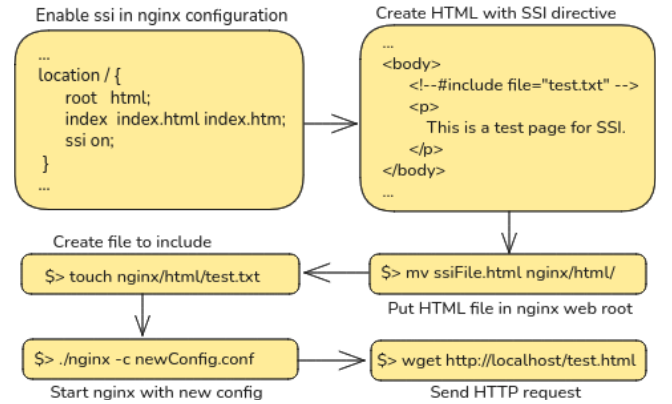 Enable ssi in nginx configuration
...
location / {
root html;
index index.html index.htm;
ssi on;
}
...
Create HTML with SSI directive
...
<body>
<!--#include file="test.txt" -->
<p>
This is a test page for SSI.
</p>
</body>
...
$> mv ssiFile.html nginx/html/
Put HTML file in nginx web root
Create file to include
$> touch nginx/html/test.txt
$> ./nginx -c newConfig.conf
Start nginx with new config
$> wget http://localhost/test.html
Send HTTP request